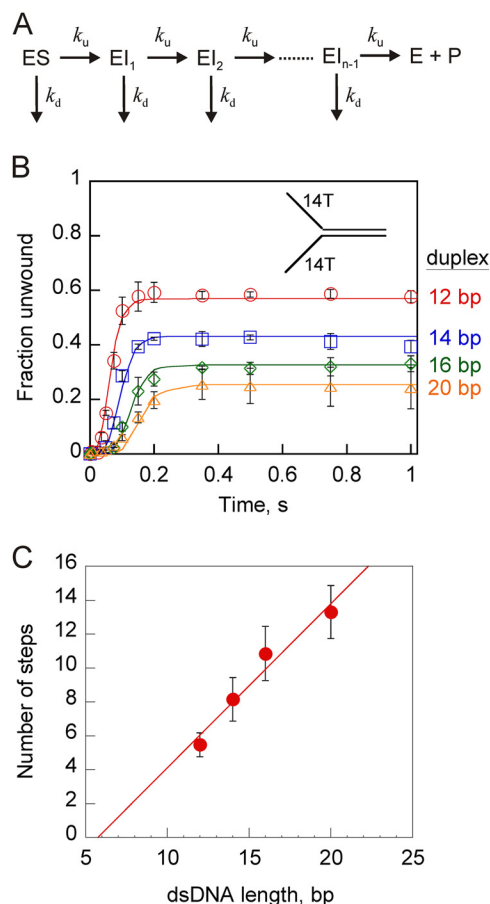 A
ES k_u EI_1 k_u EI_2 k_u ........ EI_n-1 k_u E + P
k_d k_d k_d k_d
B
Fraction unwound
1
0.8
0.6
0.4
0.2
0
14T
14T
duplex
12 bp
14 bp
16 bp
20 bp
0 0.2 0.4 0.6 0.8 1
Time, s
C
Number of steps
16
14
12
10
8
6
4
2
0
5 10 15 20 25
dsDNA length, bp